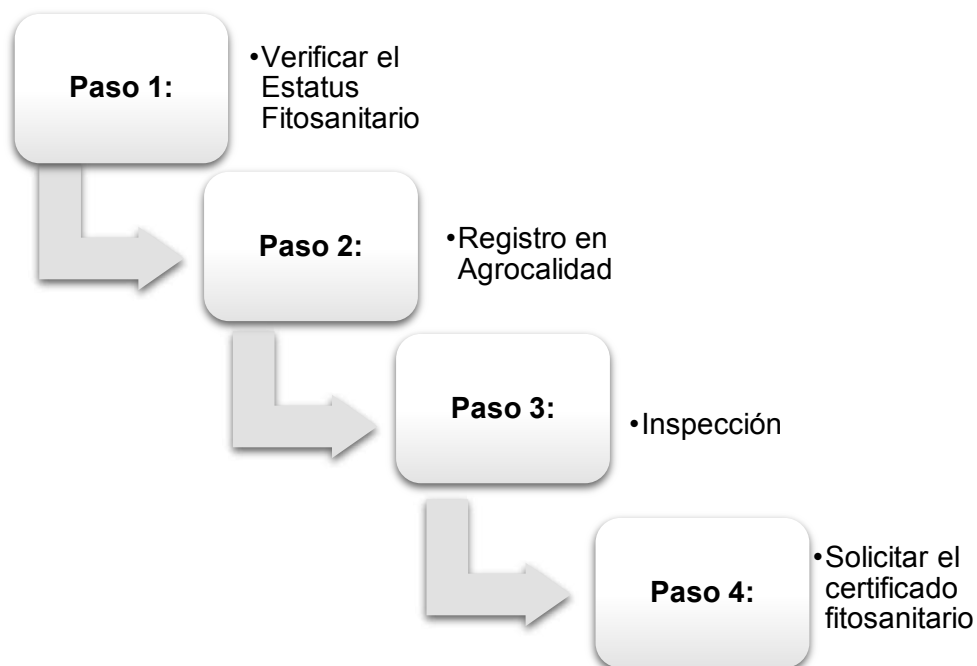 Paso 1:
•Verificar el
Estatus
Fitosanitario
Paso 2:
•Registro en
Agrocalidad
Paso 3:
•Inspección
Paso 4:
•Solicitar el
certificado
fitosanitario